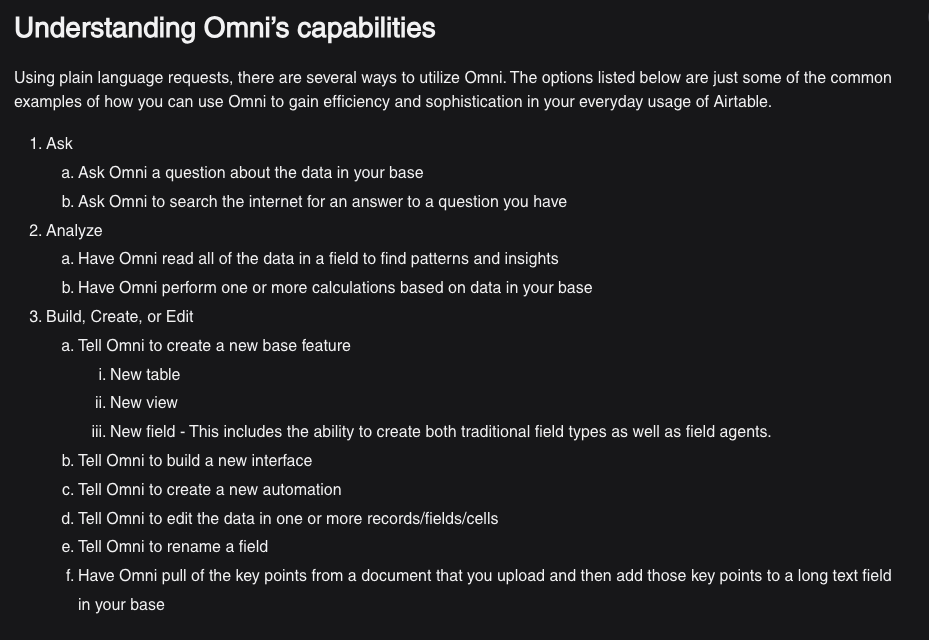 Understanding Omni’s capabilities
Using plain language requests, there are several ways to utilize Omni. The options listed below are just some of the common
examples of how you can use Omni to gain efficiency and sophistication in your everyday usage of Airtable.
1. Ask
a. Ask Omni a question about the data in your base
b. Ask Omni to search the internet for an answer to a question you have
2. Analyze
a. Have Omni read all of the data in a field to find patterns and insights
b. Have Omni perform one or more calculations based on data in your base
3. Build, Create, or Edit
a. Tell Omni to create a new base feature
i. New table
ii. New view
iii. New field - This includes the ability to create both traditional field types as well as field agents.
b. Tell Omni to build a new interface
c. Tell Omni to create a new automation
d. Tell Omni to edit the data in one or more records/fields/cells
e. Tell Omni to rename a field
f. Have Omni pull of the key points from a document that you upload and then add those key points to a long text field
in your base